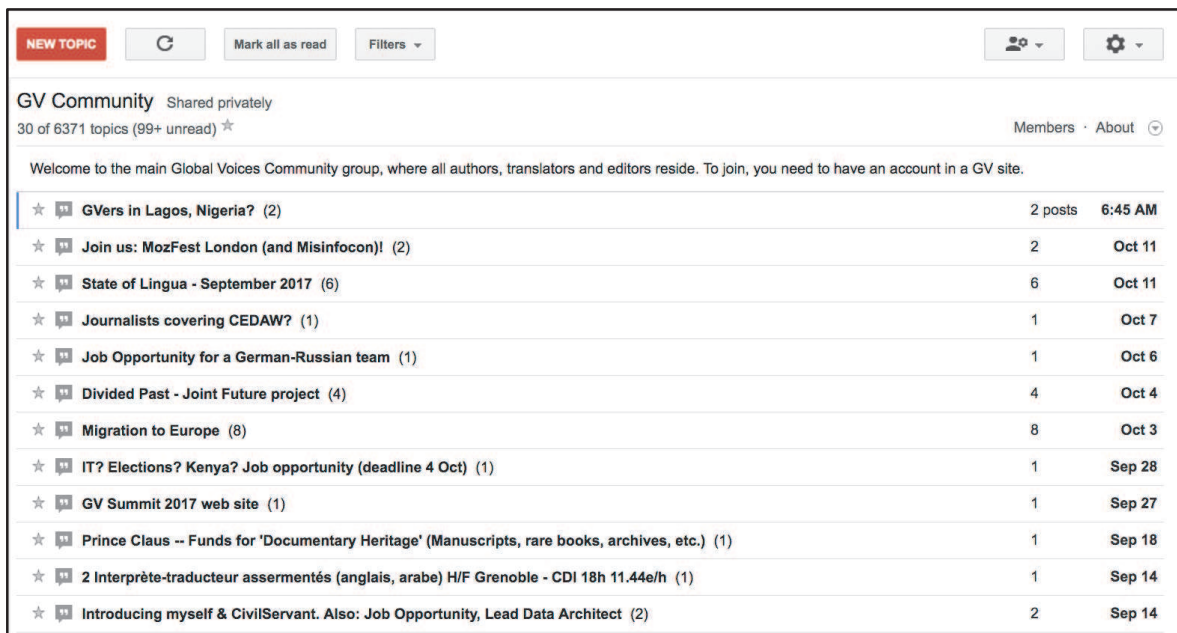 NEW TOPIC Mark all as read Filters
GV Community Shared privately
30 of 6371 topics (99+ unread) Members · About
Welcome to the main Global Voices Community group, where all authors, translators and editors reside. To join, you need to have an account in a GV site.
GVers in Lagos, Nigeria? (2) 2 posts 6:45 AM
Join us: MozFest London (and Misinfocon)! (2) 2 Oct 11
State of Lingua - September 2017 (6) 6 Oct 11
Journalists covering CEDAW? (1) 1 Oct 7
Job Opportunity for a German-Russian team (1) 1 Oct 6
Divided Past - Joint Future project (4) 4 Oct 4
Migration to Europe (8) 8 Oct 3
IT? Elections? Kenya? Job opportunity (deadline 4 Oct) (1) 1 Sep 28
GV Summit 2017 web site (1) 1 Sep 27
Prince Claus -- Funds for 'Documentary Heritage' (Manuscripts, rare books, archives, etc.) (1) 1 Sep 18
2 Interprète-traducteur assermentés (anglais, arabe) H/F Grenoble - CDI 18h 11.44e/h (1) 1 Sep 14
Introducing myself & CivilServant. Also: Job Opportunity, Lead Data Architect (2) 2 Sep 14